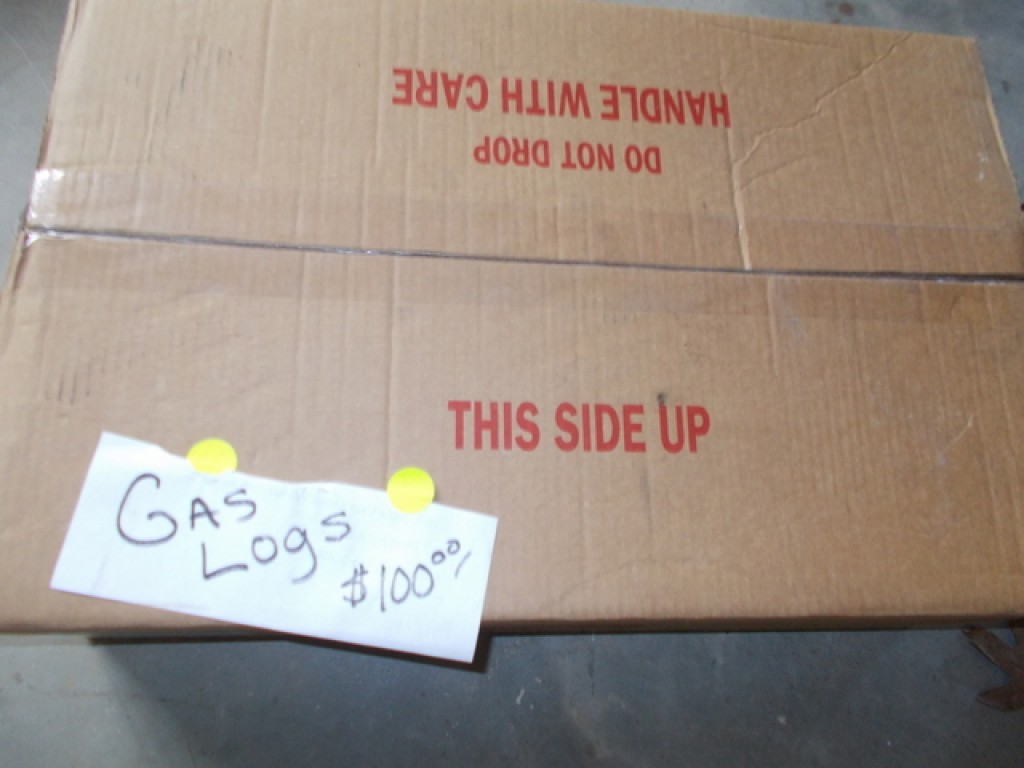 HANDLE WITH CARE
DO NOT DROP
THIS SIDE UP
GAS
LOgS
$100⁰⁰/